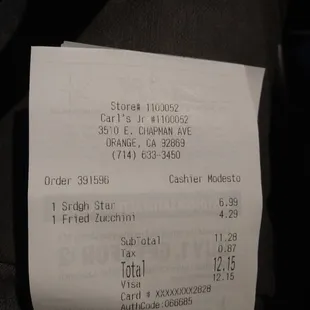 Store# 1100052
Carl's Jr #1100052
3510 E. CHAPMAN AVE
ORANGE, CA 92869
(714) 633-3450
Order 391596 Cashier Modesto
1 Srdgh Star 6.99
1 Fried Zucchini 4.29
SubTotal 11.28
Tax 0.87
Total 12.15
Visa 12.15
Card # XXXXXXXX2828
AuthCode:066685